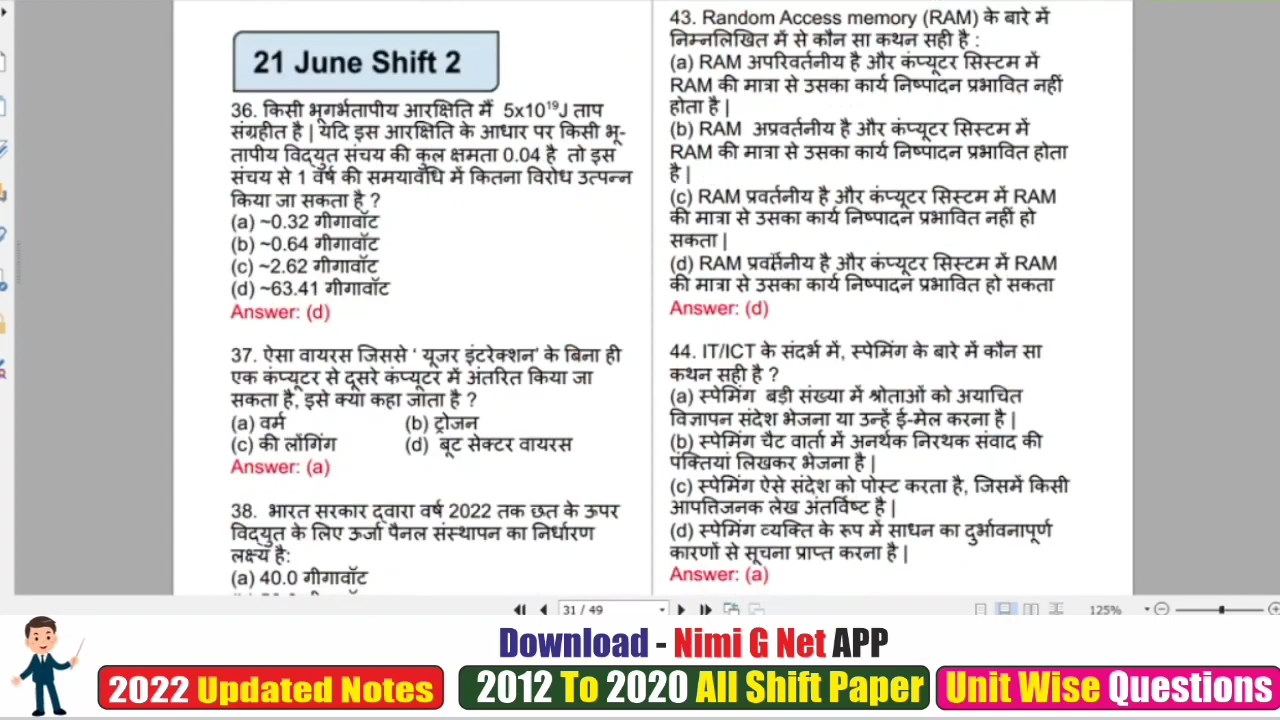 21 June Shift 2
36. किसी भूगर्भतापीय आरक्षिति मैं 5x10¹⁹J ताप
संग्रहीत है | यदि इस आरक्षिति के आधार पर किसी भू-
तापीय विद्युत संचय की कुल क्षमता 0.04 है तो इस
संचय से 1 वर्ष की समयावधि में कितना विरोध उत्पन्न
किया जा सकता है ?
(a) ~0.32 गीगावॉट
(b) ~0.64 गीगावॉट
(c) ~2.62 गीगावॉट
(d) ~63.41 गीगावॉट
Answer: (d)
37. ऐसा वायरस जिससे ' यूजर इंटरेक्शन' के बिना ही
एक कंप्यूटर से दूसरे कंप्यूटर में अंतरित किया जा
सकता है, इसे क्या कहा जाता है ?
(a) वर्म (b) ट्रोजन
(c) की लॉगिंग (d) बूट सेक्टर वायरस
Answer: (a)
38. भारत सरकार द्वारा वर्ष 2022 तक छत के ऊपर
विद्युत के लिए ऊर्जा पैनल संस्थापन का निर्धारण
लक्ष्य है:
(a) 40.0 गीगावॉट
43. Random Access memory (RAM) के बारे में
निम्नलिखित में से कौन सा कथन सही है :
(a) RAM अपरिवर्तनीय है और कंप्यूटर सिस्टम में
RAM की मात्रा से उसका कार्य निष्पादन प्रभावित नहीं
होता है |
(b) RAM अप्रवर्तनीय है और कंप्यूटर सिस्टम में
RAM की मात्रा से उसका कार्य निष्पादन प्रभावित होता
है |
(c) RAM प्रवर्तनीय है और कंप्यूटर सिस्टम में RAM
की मात्रा से उसका कार्य निष्पादन प्रभावित नहीं हो
सकता |
(d) RAM प्रवर्तनीय है और कंप्यूटर सिस्टम में RAM
की मात्रा से उसका कार्य निष्पादन प्रभावित हो सकता
Answer: (d)
44. IT/ICT के संदर्भ में, स्पेमिंग के बारे में कौन सा
कथन सही है ?
(a) स्पेमिंग बड़ी संख्या में श्रोताओं को अयाचित
विज्ञापन संदेश भेजना या उन्हें ई-मेल करना है |
(b) स्पेमिंग चैट वार्ता में अनर्थक निरथक संवाद की
पंक्तियां लिखकर भेजना है |
(c) स्पेमिंग ऐसे संदेश को पोस्ट करता है, जिसमें किसी
आपत्तिजनक लेख अंतर्विष्ट है |
(d) स्पेमिंग व्यक्ति के रूप में साधन का दुर्भावनापूर्ण
कारणों से सूचना प्राप्त करना है |
Answer: (a)
31 / 49
125%
Download - Nimi G Net APP
2022 Updated Notes
2012 To 2020 All Shift Paper
Unit Wise Questions